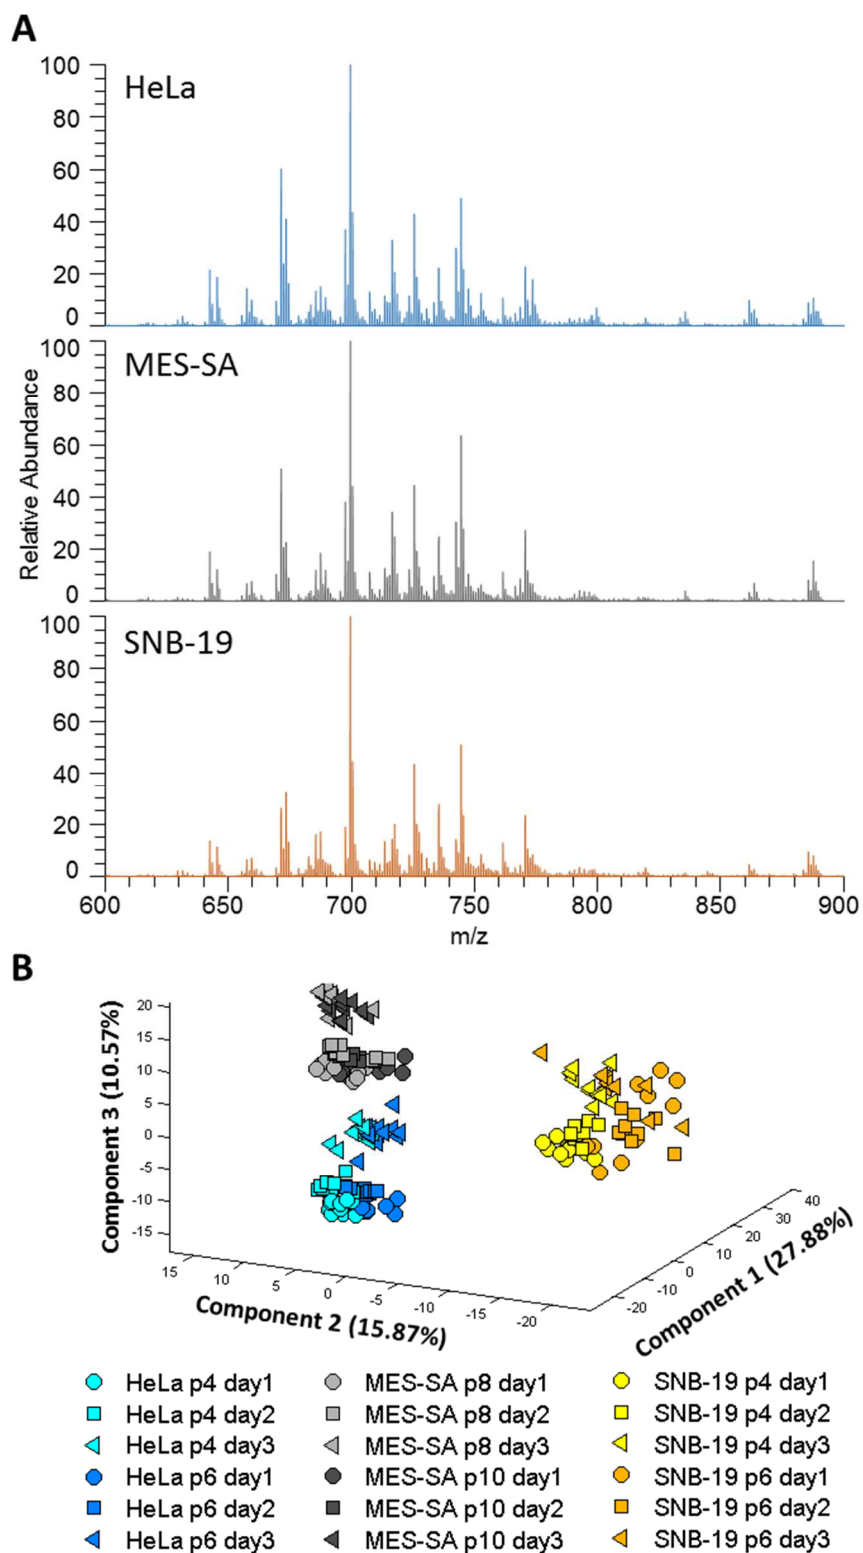 A
HeLa
100
80
60
40
20
0
MES-SA
100
80
60
40
20
0
SNB-19
100
80
60
40
20
0
Relative Abundance
600 650 700 750 800 850 900
m/z
B
Component 3 (10.57%)
20
15
10
5
0
-5
-10
-15
15 10 5 0 -5 -10 -15 -20
Component 2 (15.87%)
-20 -10 0 10 20 30 40
Component 1 (27.88%)
HeLa p4 day1 MES-SA p8 day1 SNB-19 p4 day1
HeLa p4 day2 MES-SA p8 day2 SNB-19 p4 day2
HeLa p4 day3 MES-SA p8 day3 SNB-19 p4 day3
HeLa p6 day1 MES-SA p10 day1 SNB-19 p6 day1
HeLa p6 day2 MES-SA p10 day2 SNB-19 p6 day2
HeLa p6 day3 MES-SA p10 day3 SNB-19 p6 day3